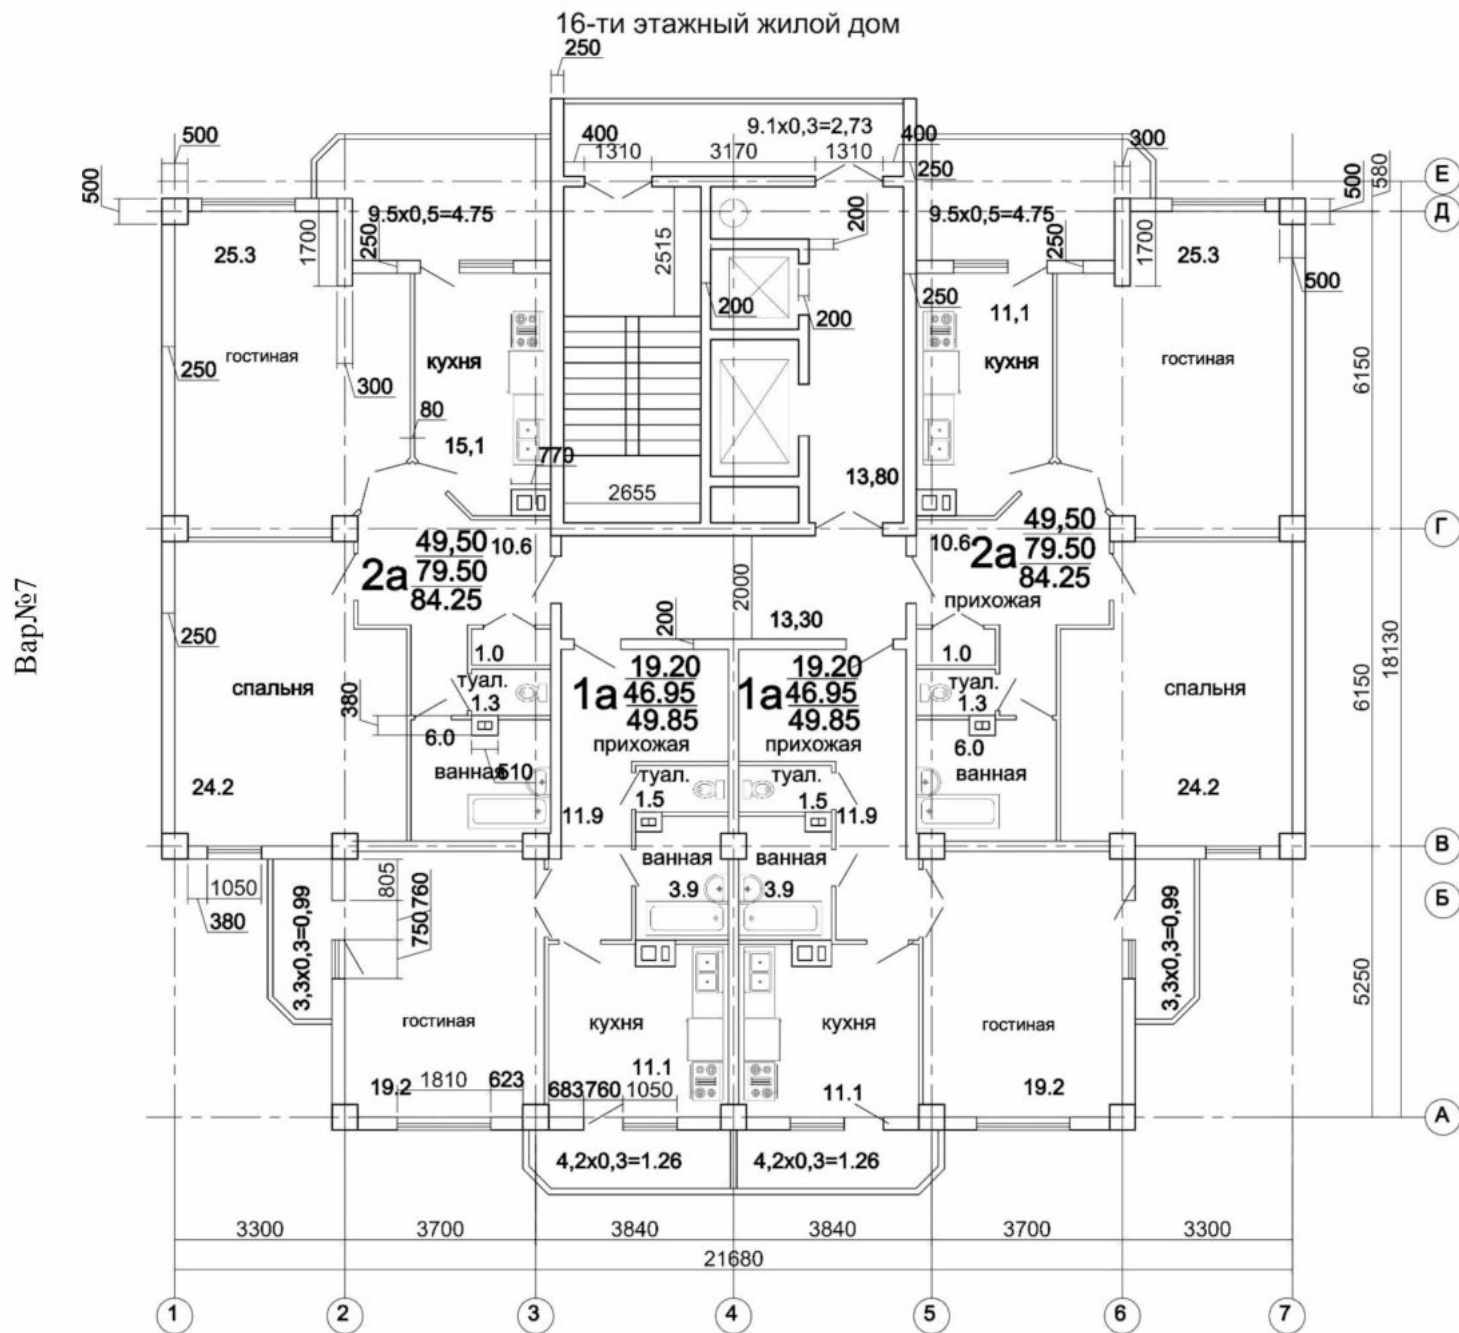 16-ти этажный жилой дом
250
9.1х0,3=2,73
500
400
400
300
1310
3170
1310
500
250
580
500
Е
Д
9.5х0,5=4.75
200
9.5х0,5=4.75
1700
250
2515
250
1700
25.3
25.3
200
200
250
500
11,1
гостиная
кухня
кухня
гостиная
250
300
6150
80
15,1
770
13,80
2655
49,50
10.6
10.6
49,50
Г
2а
79.50
2а
79.50
84.25
84.25
2000
прихожая
Вар№7
250
200
13,30
1.0
19.20
19.20
1.0
18130
туал.
1а
46.95
1а
46.95
туал.
спальня
380
1.3
49.85
49.85
1.3
спальня
6150
6.0
прихожая
прихожая
6.0
ванная
510
туал.
туал.
ванная
24.2
1.5
1.5
24.2
11.9
11.9
В
ванная
ванная
1050
805
3.9
3.9
Б
380
750
760
3,3х0,3=0,99
3,3х0,3=0,99
5250
гостиная
кухня
кухня
гостиная
11.1
19.2
1810
623
683
760
1050
11.1
19.2
А
4,2х0,3=1.26
4,2х0,3=1.26
3300
3700
3840
3840
3700
3300
21680
1
2
3
4
5
6
7